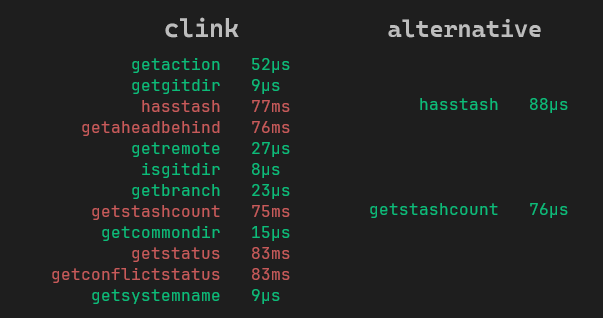 clink alternative
getaction 52µs
getgitdir 9µs
hasstash 77ms hasstash 88µs
getaheadbehind 76ms
getremote 27µs
isgitdir 8µs
getbranch 23µs
getstashcount 75ms getstashcount 76µs
getcommondir 15µs
getstatus 83ms
getconflictstatus 83ms
getsystemname 9µs